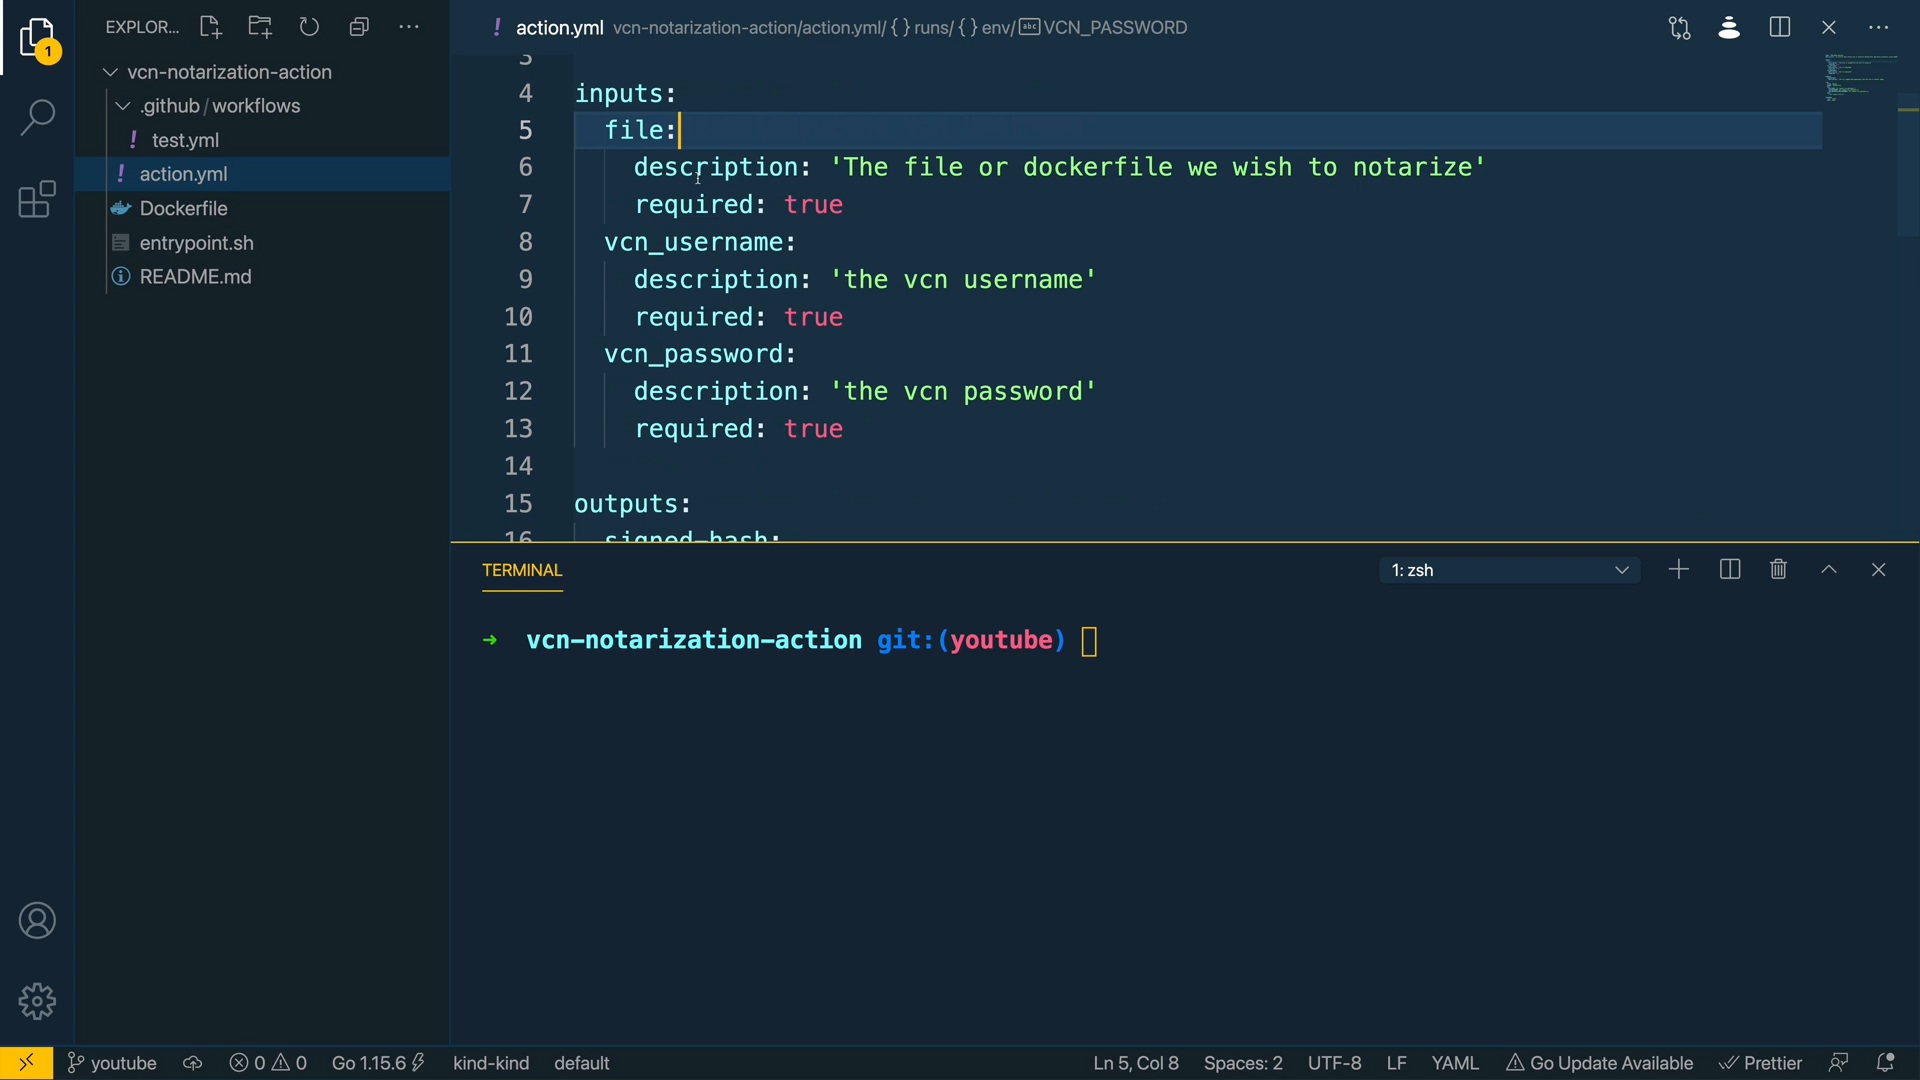 EXPLOR...
1
vcn-notarization-action
.github / workflows
! test.yml
! action.yml
Dockerfile
entrypoint.sh
README.md
! action.yml vcn-notarization-action/action.yml/ {} runs/ {} env/ abc VCN_PASSWORD
3
4 inputs:
5 file:
6 description: 'The file or dockerfile we wish to notarize'
7 required: true
8 vcn_username:
9 description: 'the vcn username'
10 required: true
11 vcn_password:
12 description: 'the vcn password'
13 required: true
14
15 outputs:
16 signed-hash:
TERMINAL
1: zsh
→ vcn-notarization-action git:(youtube)
youtube 0 0 Go 1.15.6 kind-kind default Ln 5, Col 8 Spaces: 2 UTF-8 LF YAML Go Update Available Prettier